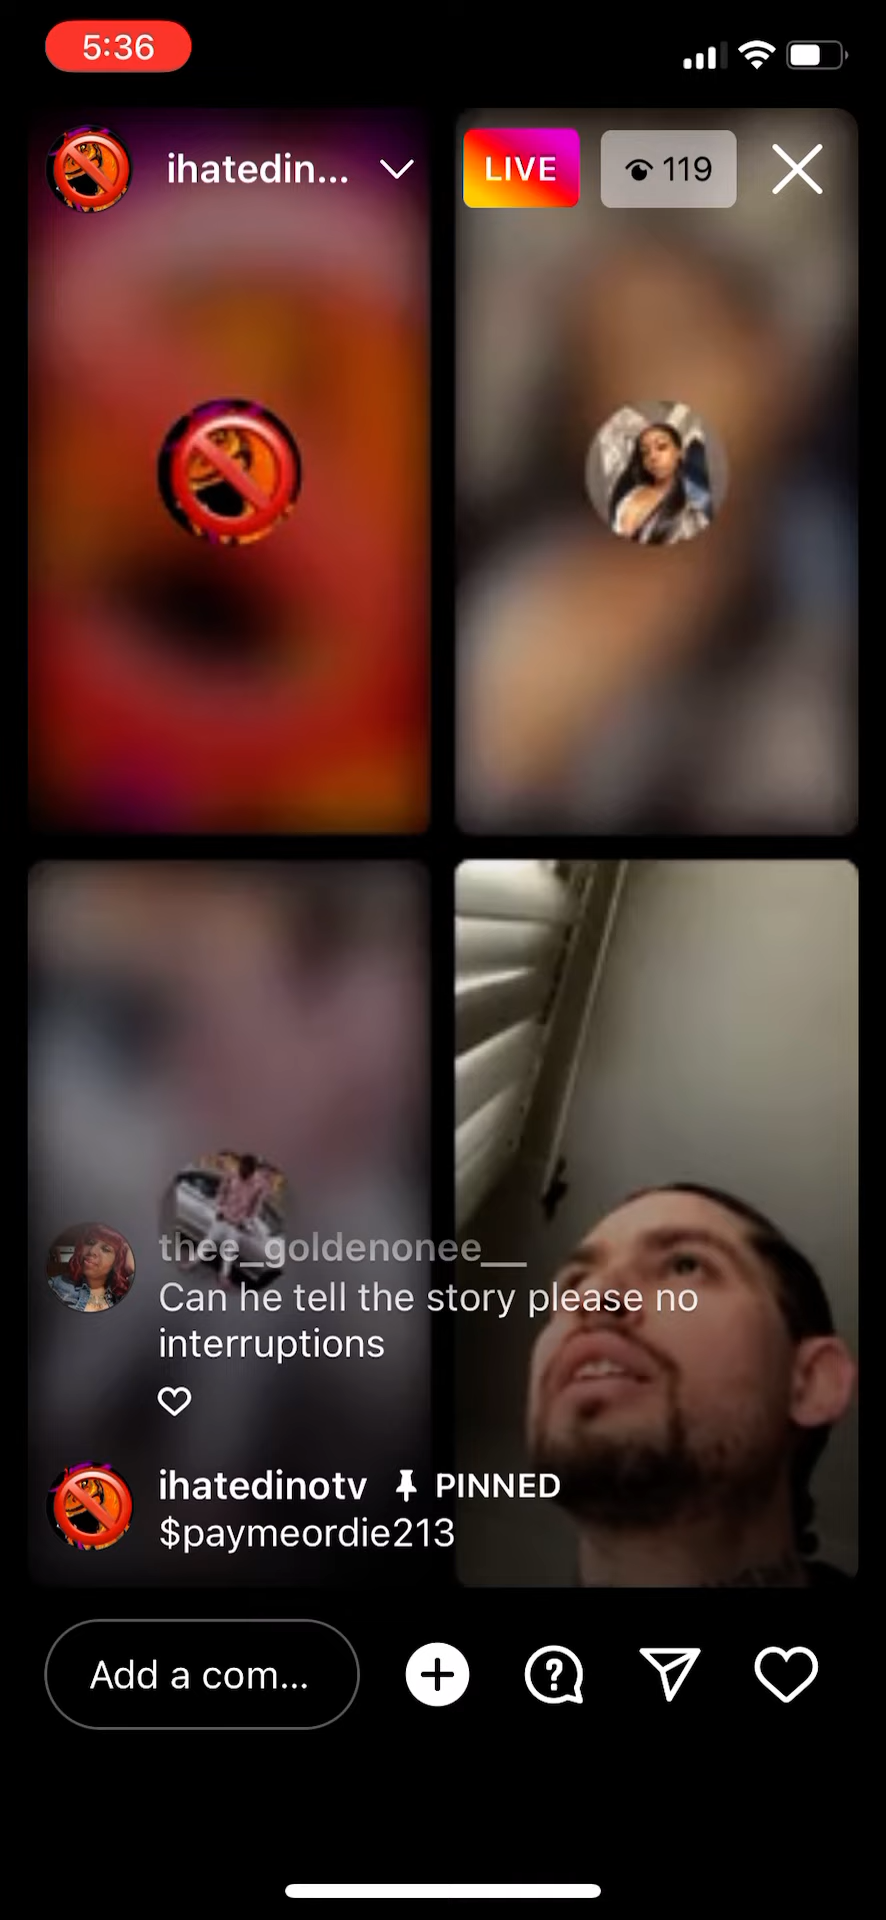 5:36
ihatedin...
LIVE
119
thee_goldenonee__
Can he tell the story please no
interruptions
ihatedinotv PINNED
$paymeordie213
Add a com...